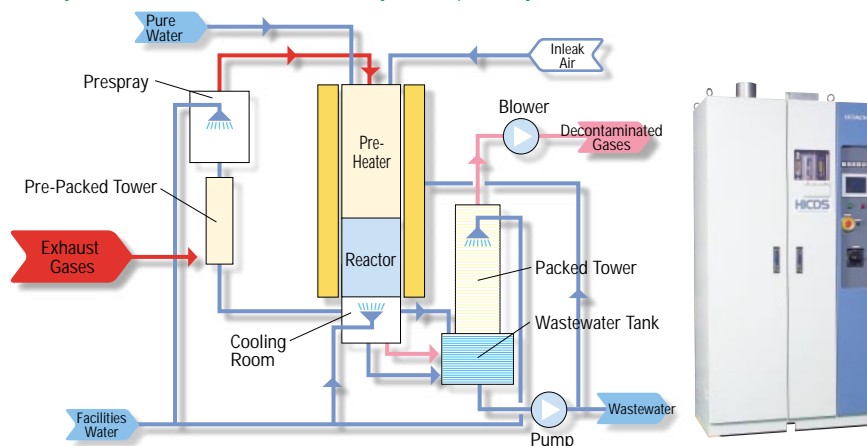 Pure
Water
Inleak
Air
Prespray
Blower
Decontaminated
Gases
Pre-
Heater
Pre-Packed Tower
HICDS
Exhaust
Gases
Reactor
Packed Tower
Cooling
Room
Wastewater Tank
Facilities
Water
Wastewater
Pump